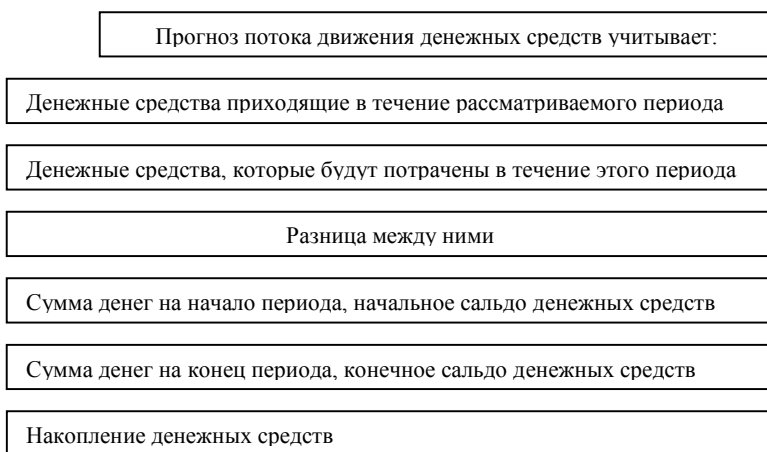 Прогноз потока движения денежных средств учитывает:
Денежные средства приходящие в течение рассматриваемого периода
Денежные средства, которые будут потрачены в течение этого периода
Разница между ними
Сумма денег на начало периода, начальное сальдо денежных средств
Сумма денег на конец периода, конечное сальдо денежных средств
Накопление денежных средств